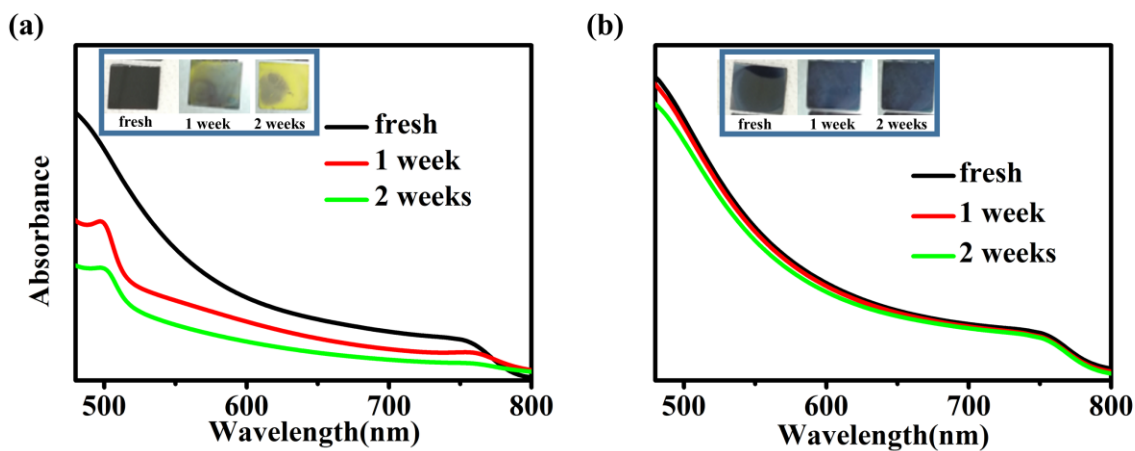 (a)
fresh 1 week 2 weeks
fresh
1 week
2 weeks
Absorbance
500 600 700 800
Wavelength(nm)
(b)
fresh 1 week 2 weeks
fresh
1 week
2 weeks
500 600 700 800
Wavelength(nm)